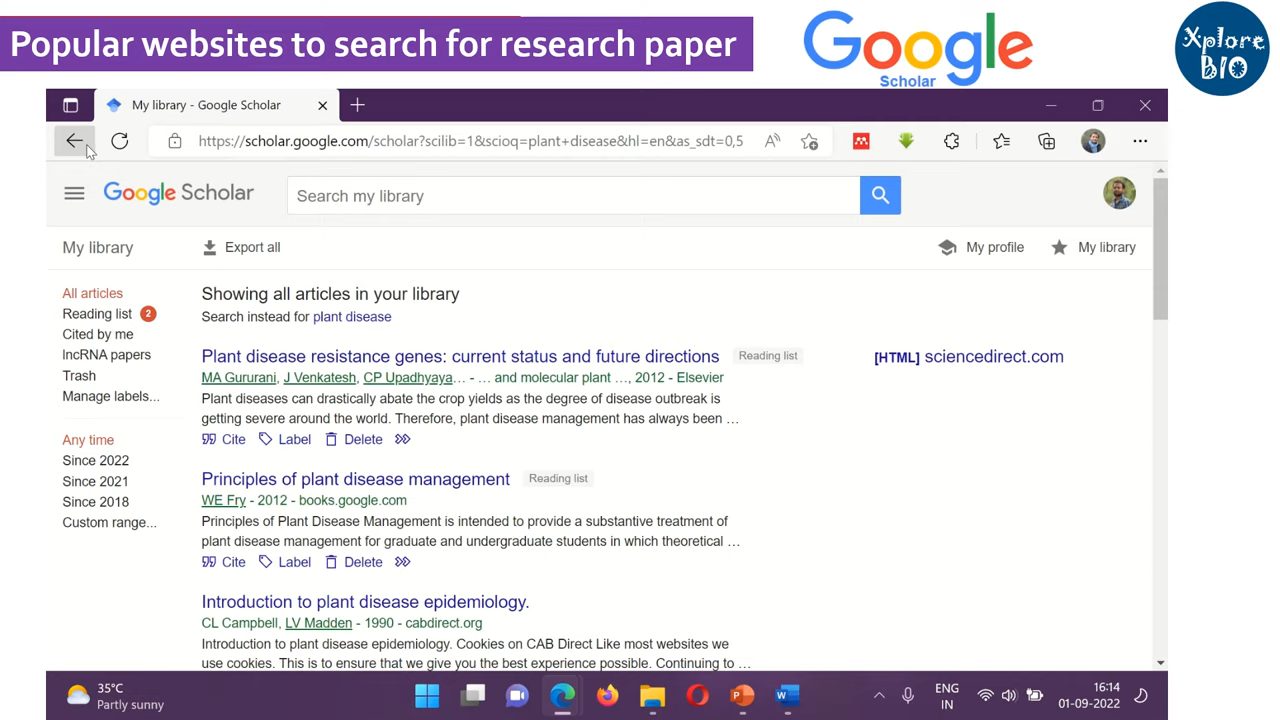 Popular websites to search for research paper
Google
Scholar
Xplore
BIO
My library - Google Scholar
https://scholar.google.com/scholar?scilib=1&scioq=plant+disease&hl=en&as_sdt=0,5
Google Scholar
Search my library
My library
Export all
My profile
My library
All articles
Reading list 2
Cited by me
lncRNA papers
Trash
Manage labels...
Any time
Since 2022
Since 2021
Since 2018
Custom range...
Showing all articles in your library
Search instead for plant disease
Plant disease resistance genes: current status and future directions Reading list
[HTML] sciencedirect.com
MA Gururani, J Venkatesh, CP Upadhyaya… - … and molecular plant …, 2012 - Elsevier
Plant diseases can drastically abate the crop yields as the degree of disease outbreak is
getting severe around the world. Therefore, plant disease management has always been …
Cite Label Delete
Principles of plant disease management Reading list
WE Fry - 2012 - books.google.com
Principles of Plant Disease Management is intended to provide a substantive treatment of
plant disease management for graduate and undergraduate students in which theoretical …
Cite Label Delete
Introduction to plant disease epidemiology.
CL Campbell, LV Madden - 1990 - cabdirect.org
Introduction to plant disease epidemiology. Cookies on CAB Direct Like most websites we
use cookies. This is to ensure that we give you the best experience possible. Continuing to …
35°C
Partly sunny
ENG
IN
16:14
01-09-2022